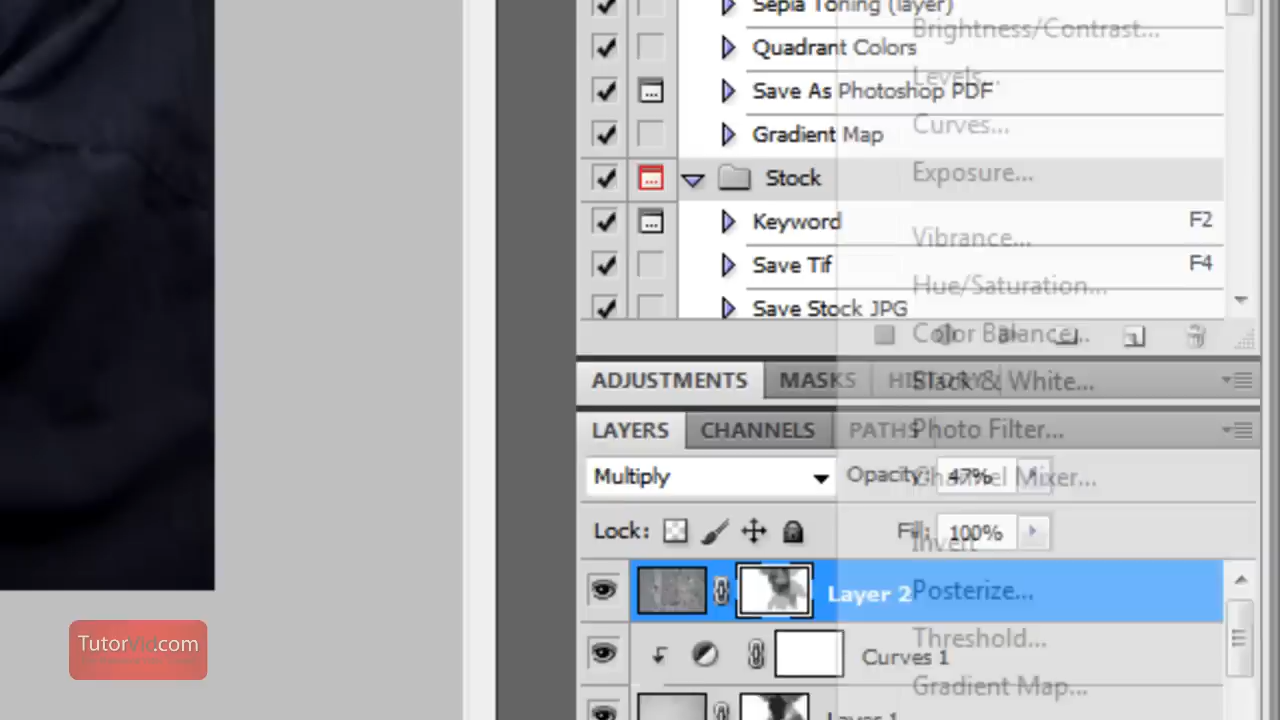 Sepia Toning (layer)
Brightness/Contrast...
Quadrant Colors
Levels...
Save As Photoshop PDF
Curves...
Gradient Map
Exposure...
Stock
Keyword F2
Vibrance...
Save Tif F4
Hue/Saturation...
Save Stock JPG
Color Balance...
ADJUSTMENTS MASKS HISTORY
Black & White...
LAYERS CHANNELS PATHS
Photo Filter...
Multiply Opacity: 47%
Channel Mixer...
Lock: Fill: 100%
Invert
Layer 2
Posterize...
Threshold...
Curves 1
Gradient Map...
Layer 1
TutorVid.com